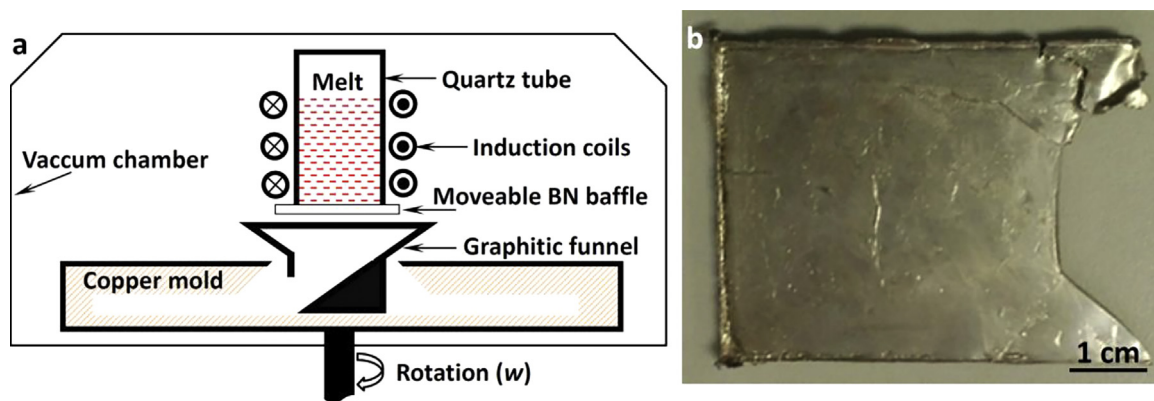 a
Melt
Quartz tube
Induction coils
Vaccum chamber
Moveable BN baffle
Graphitic funnel
Copper mold
Rotation (w)
b
1 cm